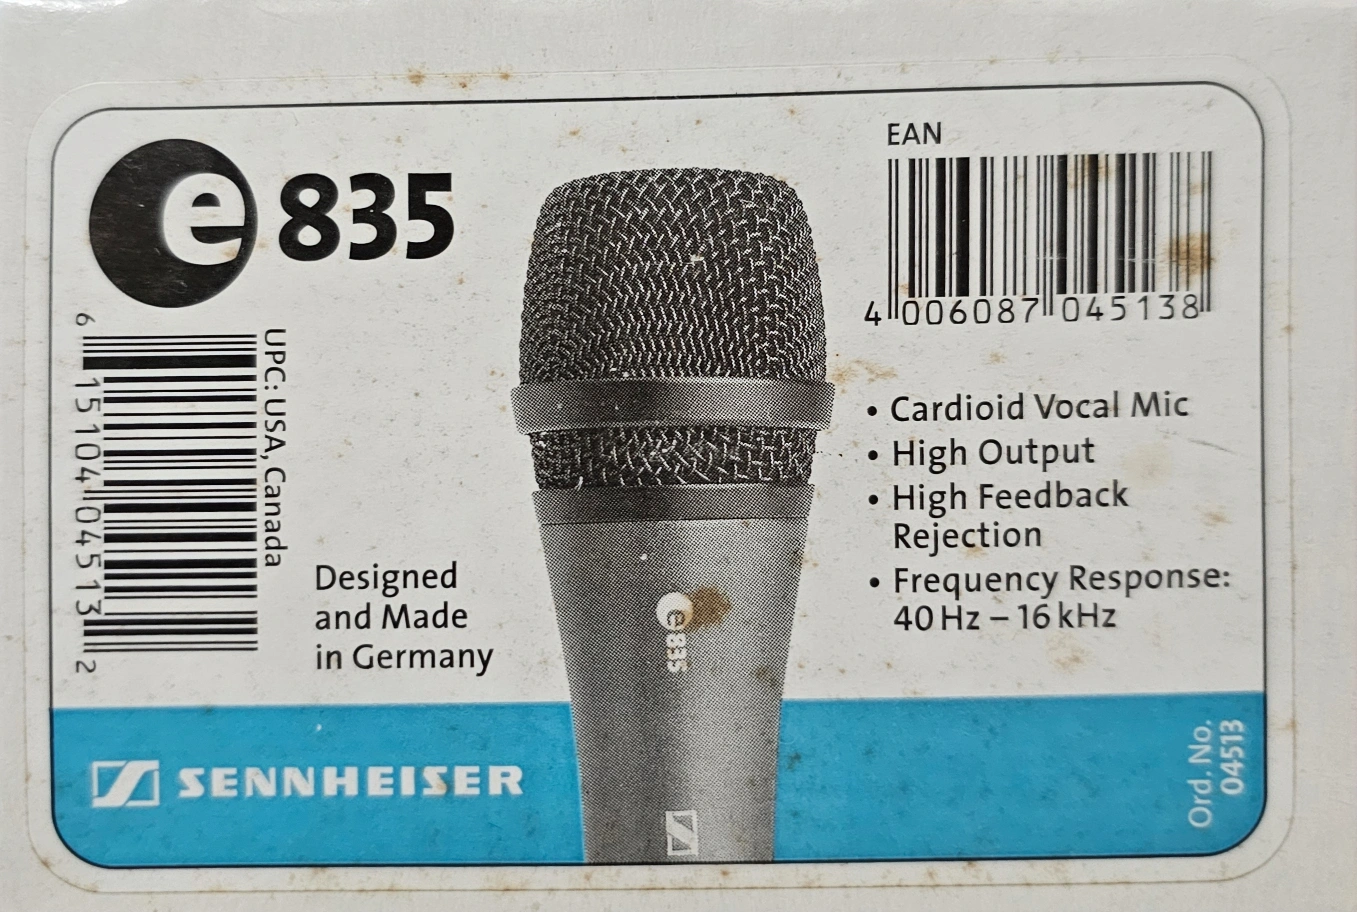 e 835
EAN
4 006087 045138
UPC: USA, Canada
6 15104 04513 2
• Cardioid Vocal Mic
• High Output
• High Feedback
Rejection
• Frequency Response:
40 Hz – 16 kHz
Designed
and Made
in Germany
e 835
SENNHEISER
Ord. No.
04513